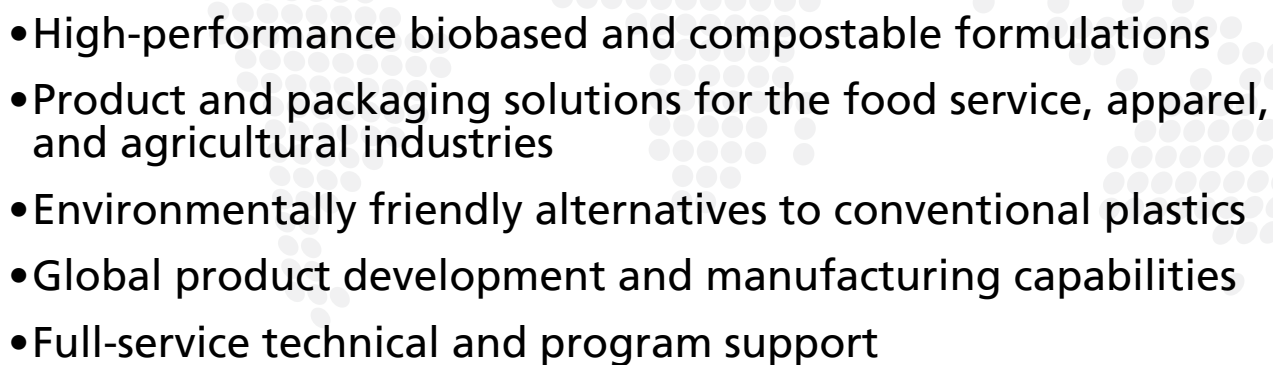 •High-performance biobased and compostable formulations
•Product and packaging solutions for the food service, apparel,
and agricultural industries
•Environmentally friendly alternatives to conventional plastics
•Global product development and manufacturing capabilities
•Full-service technical and program support